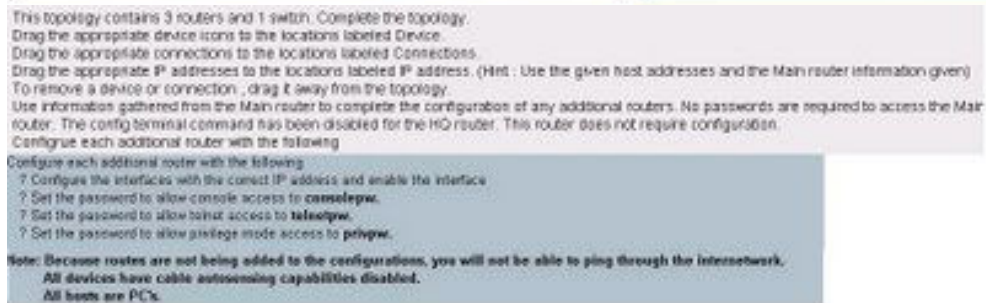 This topology contains 3 routers and 1 switch. Complete the topology.
Drag the appropriate device icons to the locations labeled Device.
Drag the appropriate connections to the locations labeled Connections.
Drag the appropriate IP addresses to the locations labeled IP address. (Hint : Use the given host addresses and the Main router information given)
To remove a device or connection , drag it away from the topology.
Use information gathered from the Main router to complete the configuration of any additional routers. No passwords are required to access the Main
router. The config terminal command has been disabled for the HQ router. This router does not require configuration.
Configrue each additional router with the following
Configure each additional router with the following
? Configure the interfaces with the correct IP address and enable the interface
? Set the password to allow console access to consolepw.
? Set the password to allow telnet access to telnetpw.
? Set the password to allow privilege mode access to privpw.
Note: Because routes are not being added to the configurations, you will not be able to ping through the internetwork.
All devices have cable autosensing capabilities disabled.
All hosts are PC's.